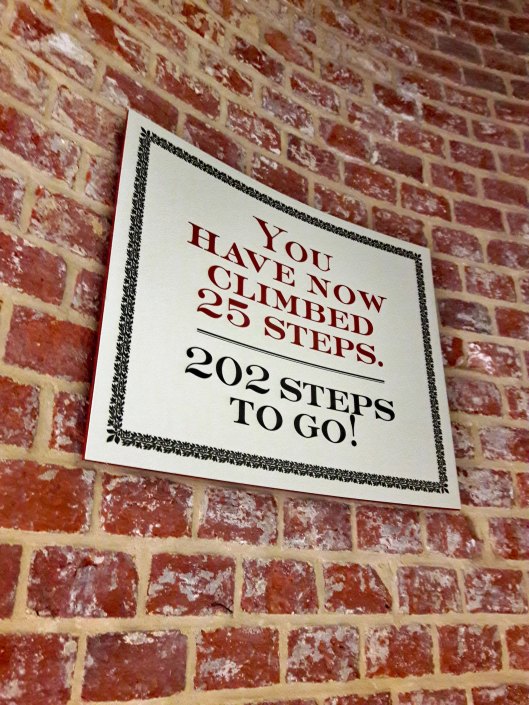 You
HAVE NOW
CLIMBED
25 STEPS.
202 STEPS
TO GO!